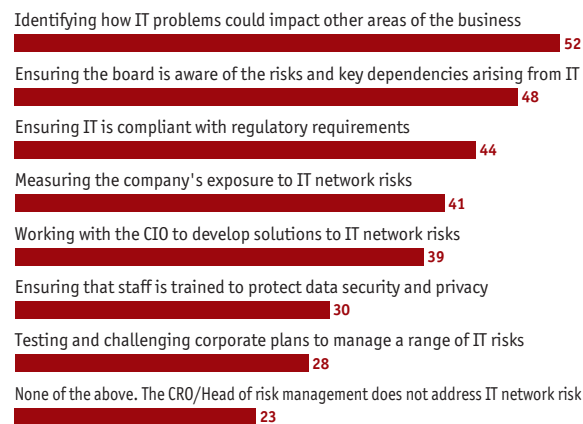 Identifying how IT problems could impact other areas of the business
52
Ensuring the board is aware of the risks and key dependencies arising from IT
48
Ensuring IT is compliant with regulatory requirements
44
Measuring the company's exposure to IT network risks
41
Working with the CIO to develop solutions to IT network risks
39
Ensuring that staff is trained to protect data security and privacy
30
Testing and challenging corporate plans to manage a range of IT risks
28
None of the above. The CRO/Head of risk management does not address IT network risk
23